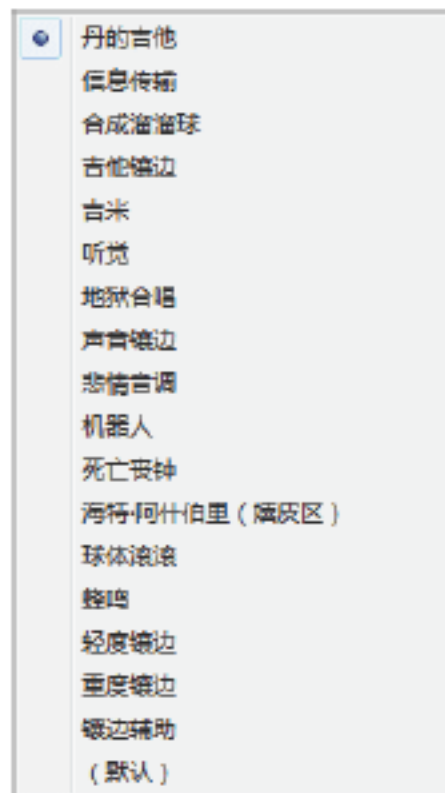 丹的吉他
信息传输
合成溜溜球
吉他镶边
吉米
听觉
地狱合唱
声音镶边
悲情音调
机器人
死亡丧钟
海特·阿什伯里（嬉皮区）
球体滚滚
蜂鸣
轻度镶边
重度镶边
镶边辅助
（默认）